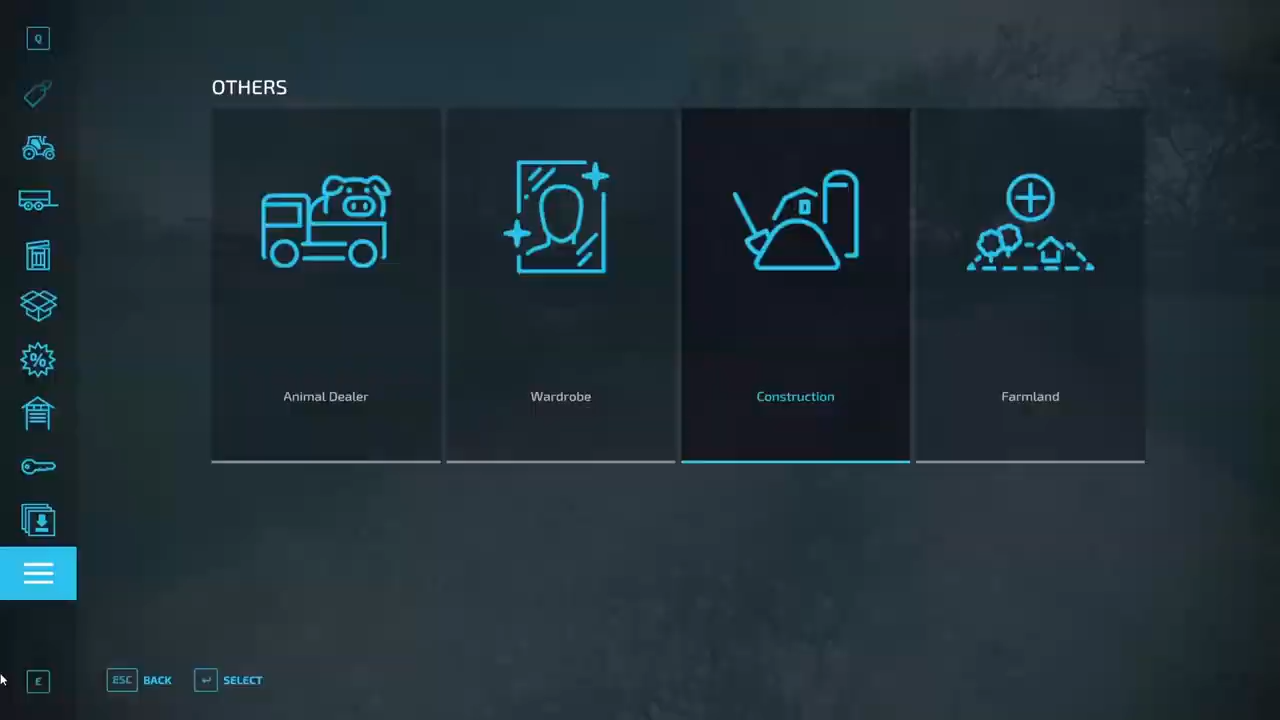 Q
OTHERS
%
Animal Dealer
Wardrobe
Construction
Farmland
E
ESC BACK
↵ SELECT